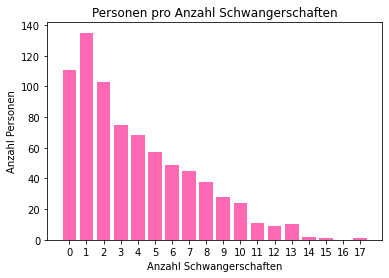 Personen pro Anzahl Schwangerschaften
Anzahl Personen
140
120
100
80
60
40
20
0
0 1 2 3 4 5 6 7 8 9 10 11 12 13 14 15 16 17
Anzahl Schwangerschaften